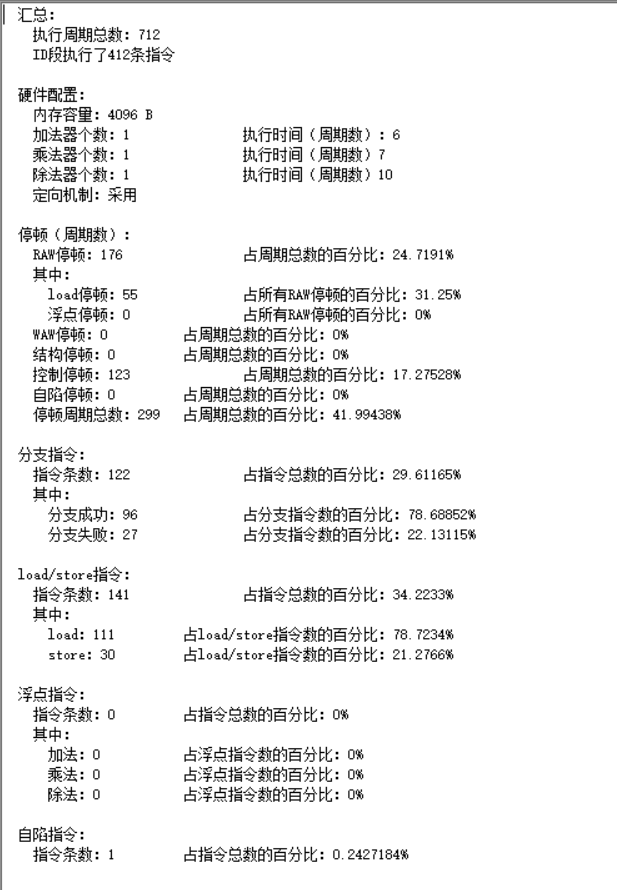 汇总:
执行周期总数: 712
ID段执行了412条指令
硬件配置:
内存容量: 4096 B
加法器个数: 1 执行时间（周期数）: 6
乘法器个数: 1 执行时间（周期数）7
除法器个数: 1 执行时间（周期数）10
定向机制: 采用
停顿（周期数）:
RAW停顿: 176 占周期总数的百分比: 24.7191%
其中:
load停顿: 55 占所有RAW停顿的百分比: 31.25%
浮点停顿: 0 占所有RAW停顿的百分比: 0%
WAW停顿: 0 占周期总数的百分比: 0%
结构停顿: 0 占周期总数的百分比: 0%
控制停顿: 123 占周期总数的百分比: 17.27528%
自陷停顿: 0 占周期总数的百分比: 0%
停顿周期总数: 299 占周期总数的百分比: 41.99438%
分支指令:
指令条数: 122 占指令总数的百分比: 29.61165%
其中:
分支成功: 96 占分支指令数的百分比: 78.68852%
分支失败: 27 占分支指令数的百分比: 22.13115%
load/store指令:
指令条数: 141 占指令总数的百分比: 34.2233%
其中:
load: 111 占load/store指令数的百分比: 78.7234%
store: 30 占load/store指令数的百分比: 21.2766%
浮点指令:
指令条数: 0 占指令总数的百分比: 0%
其中:
加法: 0 占浮点指令数的百分比: 0%
乘法: 0 占浮点指令数的百分比: 0%
除法: 0 占浮点指令数的百分比: 0%
自陷指令:
指令条数: 1 占指令总数的百分比: 0.2427184%